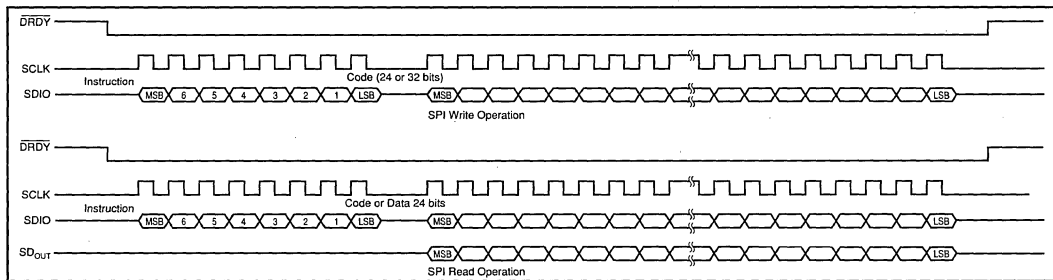 DRDY
SCLK
Instruction
Code (24 or 32 bits)
SDIO
MSB 6 5 4 3 2 1 LSB MSB LSB
SPI Write Operation
DRDY
SCLK
Instruction
Code or Data 24 bits
SDIO
MSB 6 5 4 3 2 1 LSB MSB LSB
SDOUT
MSB LSB
SPI Read Operation